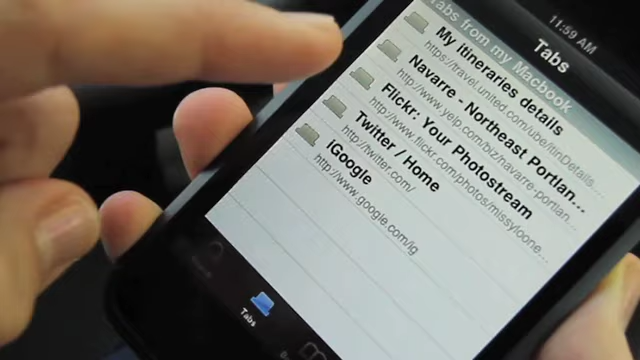 11:59 AM
Tabs
Tabs from my Macbook
My itineraries details
https://travel.united.com/ube/itinDetails...
Navarre - Northeast Portlan...
http://www.yelp.com/biz/navarre-portlan...
Flickr: Your Photostream
http://www.flickr.com/photos/missyloone...
Twitter / Home
http://twitter.com/
iGoogle
http://www.google.com/ig
Tabs